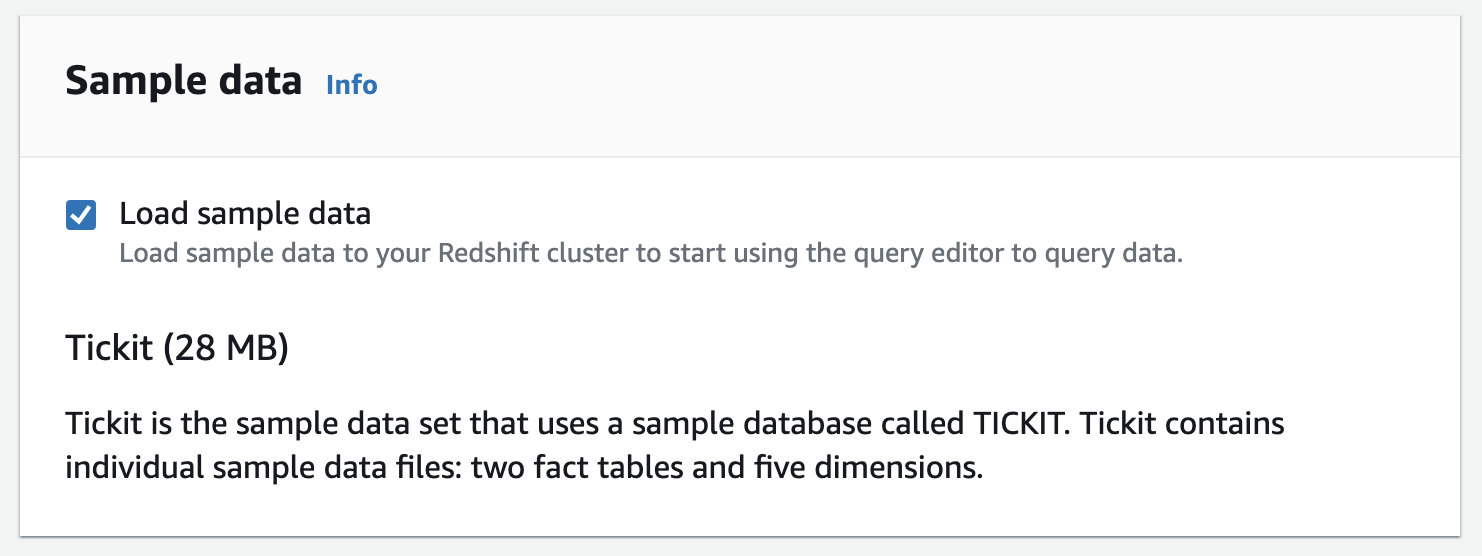 Sample data Info
Load sample data
Load sample data to your Redshift cluster to start using the query editor to query data.
Tickit (28 MB)
Tickit is the sample data set that uses a sample database called TICKIT. Tickit contains
individual sample data files: two fact tables and five dimensions.